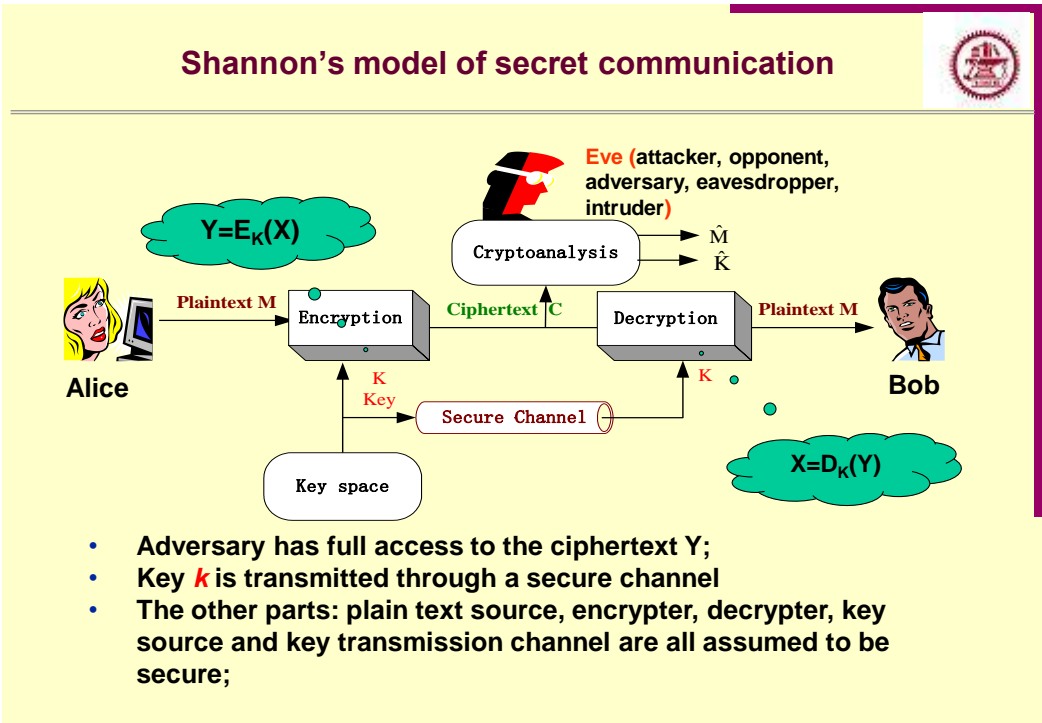 Shannon’s model of secret communication
Eve (attacker, opponent,
adversary, eavesdropper,
intruder)
Y=EK(X)
Cryptoanalysis
M̂
K̂
Plaintext M
Encryption
Ciphertext C
Decryption
Plaintext M
Alice
K
Key
Secure Channel
K
Bob
Key space
X=DK(Y)
• Adversary has full access to the ciphertext Y;
• Key k is transmitted through a secure channel
• The other parts: plain text source, encrypter, decrypter, key
source and key transmission channel are all assumed to be
secure;